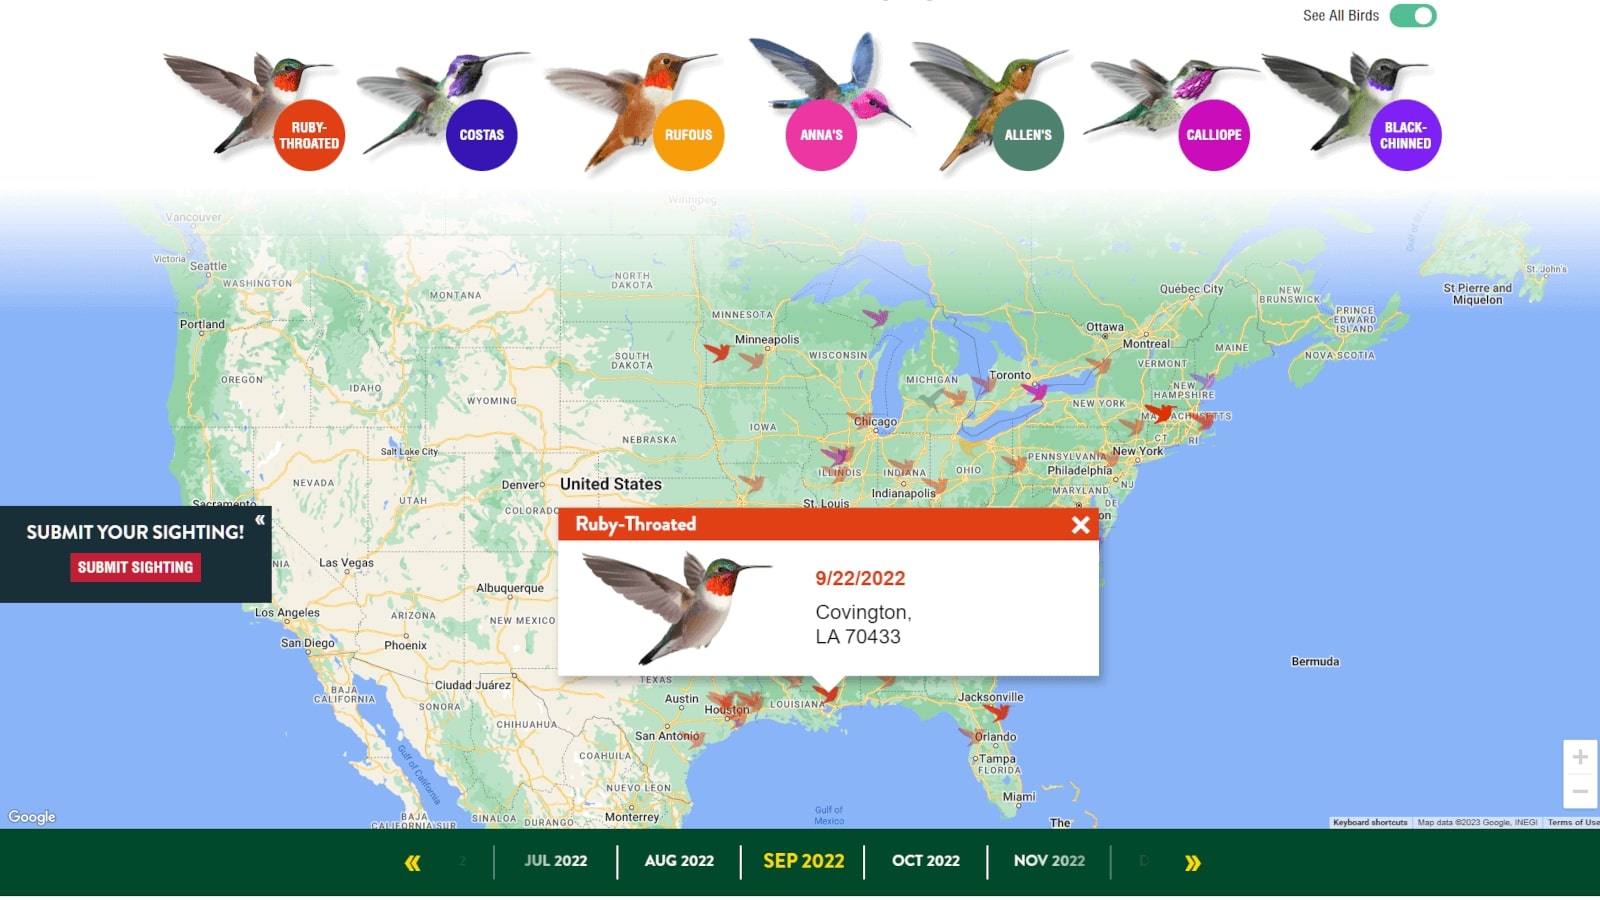 See All Birds
RUBY-
THROATED
COSTAS
RUFOUS
ANNA'S
ALLEN'S
CALLIOPE
BLACK-
CHINNED
Winnipeg
Vancouver
Victoria
Seattle
WASHINGTON
Portland
OREGON
IDAHO
MONTANA
WYOMING
NORTH
DAKOTA
SOUTH
DAKOTA
MINNESOTA
Minneapolis
WISCONSIN
MICHIGAN
Toronto
Ottawa
Montreal
Québec City
NEW
BRUNSWICK
PRINCE
EDWARD
ISLAND
NOVA SCOTIA
St. John's
St Pierre and
Miquelon
MAINE
VERMONT
NEW
HAMPSHIRE
NEW YORK
CT
RI
New York
PENNSYLVANIA
Philadelphia
MARYLAND
NJ
DE
IOWA
Chicago
ILLINOIS
INDIANA
OHIO
Indianapolis
St. Louis
NEBRASKA
Salt Lake City
NEVADA
UTAH
Denver
COLORADO
United States
Sacramento
SUBMIT YOUR SIGHTING!
SUBMIT SIGHTING
Las Vegas
Los Angeles
San Diego
ARIZONA
Phoenix
Albuquerque
NEW MEXICO
Ruby-Throated
9/22/2022
Covington,
LA 70433
Bermuda
Ciudad Juárez
TEXAS
Austin
Houston
San Antonio
LOUISIANA
Jacksonville
Orlando
Tampa
FLORIDA
Miami
BAJA
CALIFORNIA
SONORA
CHIHUAHUA
COAHUILA
NUEVO LEON
Monterrey
Gulf of California
BAJA
CALIFORNIA SUR
SINALOA
DURANGO
Gulf of
Mexico
The
Google
Keyboard shortcuts
Map data ©2023 Google, INEGI
Terms of Use
JUL 2022
AUG 2022
SEP 2022
OCT 2022
NOV 2022